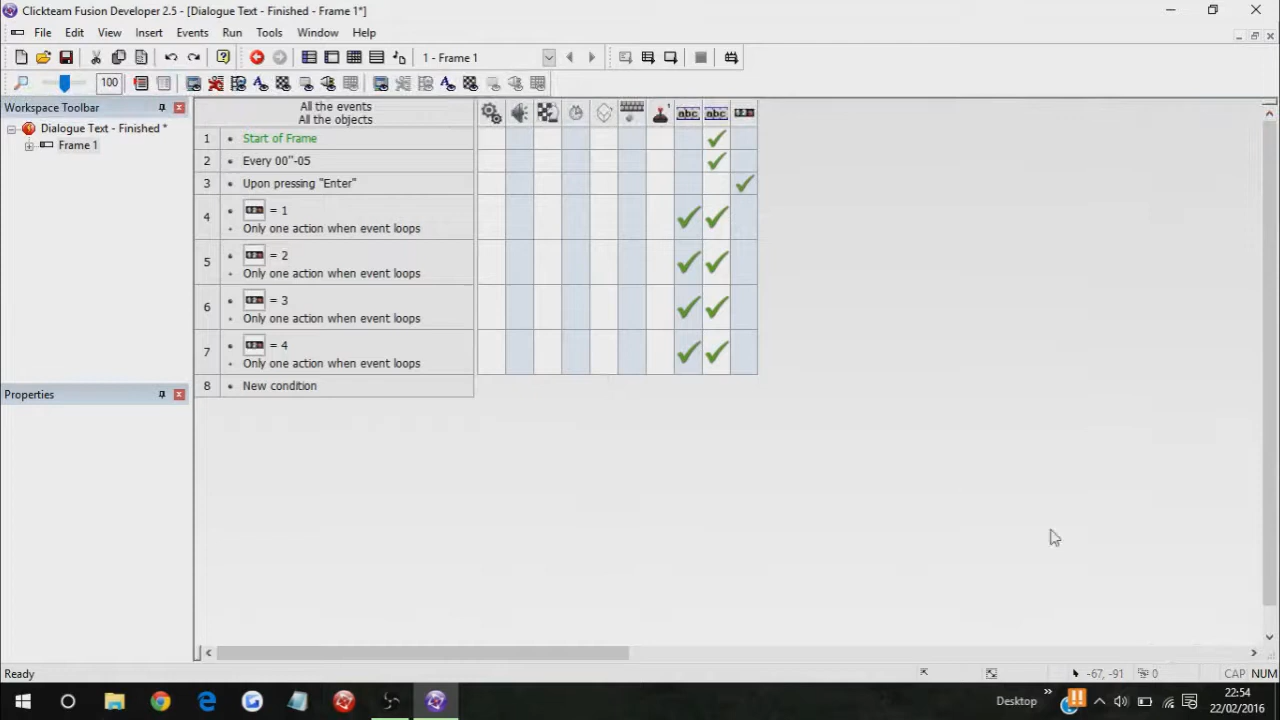 Clickteam Fusion Developer 2.5 - [Dialogue Text - Finished - Frame 1*]
File Edit View Insert Events Run Tools Window Help
1 - Frame 1
100
Workspace Toolbar
Dialogue Text - Finished *
Frame 1
Properties
All the events
All the objects
1 Start of Frame
2 Every 00"-05
3 Upon pressing "Enter"
4 = 1
Only one action when event loops
5 = 2
Only one action when event loops
6 = 3
Only one action when event loops
7 = 4
Only one action when event loops
8 New condition
abc abc
Ready
-67, -91
0
CAP NUM
Desktop
22:54
22/02/2016